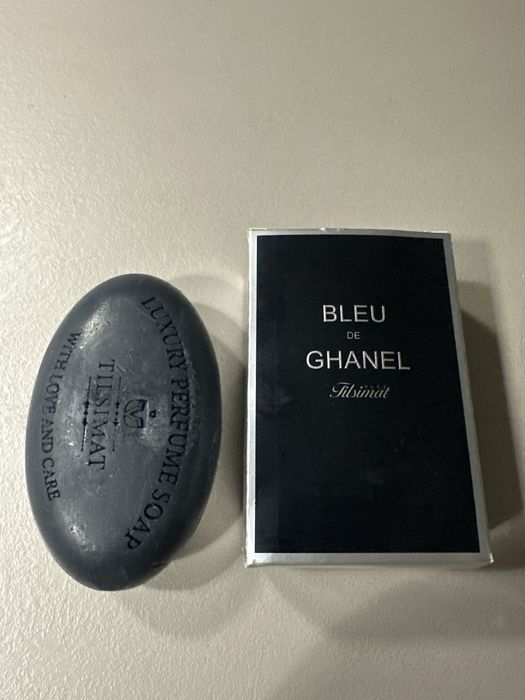 LUXURY PERFUME SOAP
TILSIMAT
WITH LOVE AND CARE
BLEU
DE
GHANEL
Tilsimat